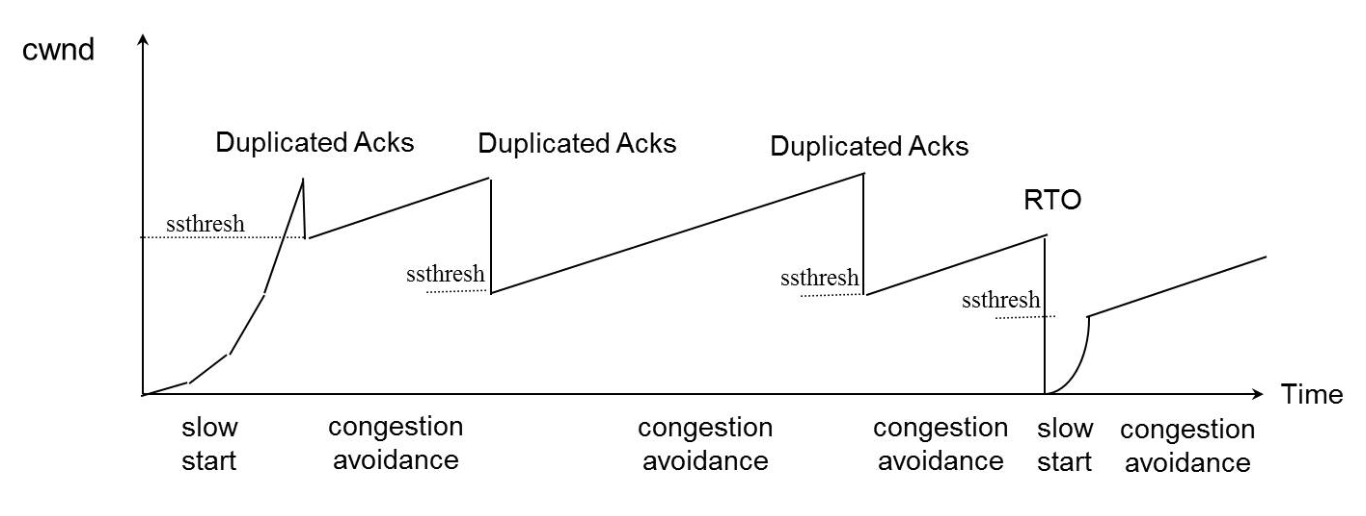 cwnd
Duplicated Acks
Duplicated Acks
Duplicated Acks
RTO
ssthresh
ssthresh
ssthresh
ssthresh
Time
slow
start
congestion
avoidance
congestion
avoidance
congestion
avoidance
slow
start
congestion
avoidance